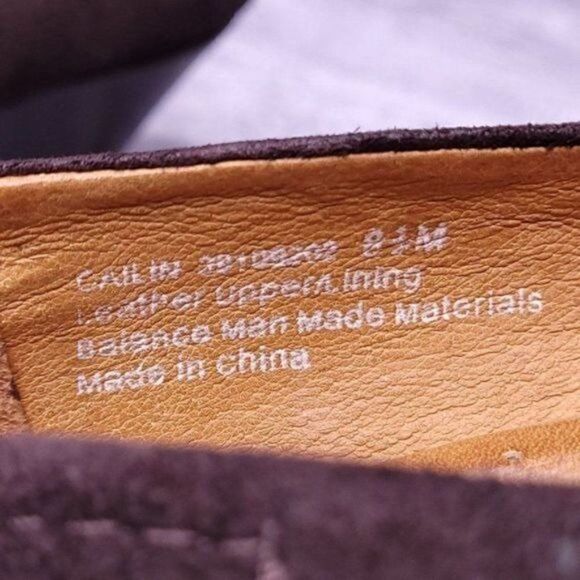 CAILIN M
Leather Upper/Lining
Balance Man Made Materials
Made in China